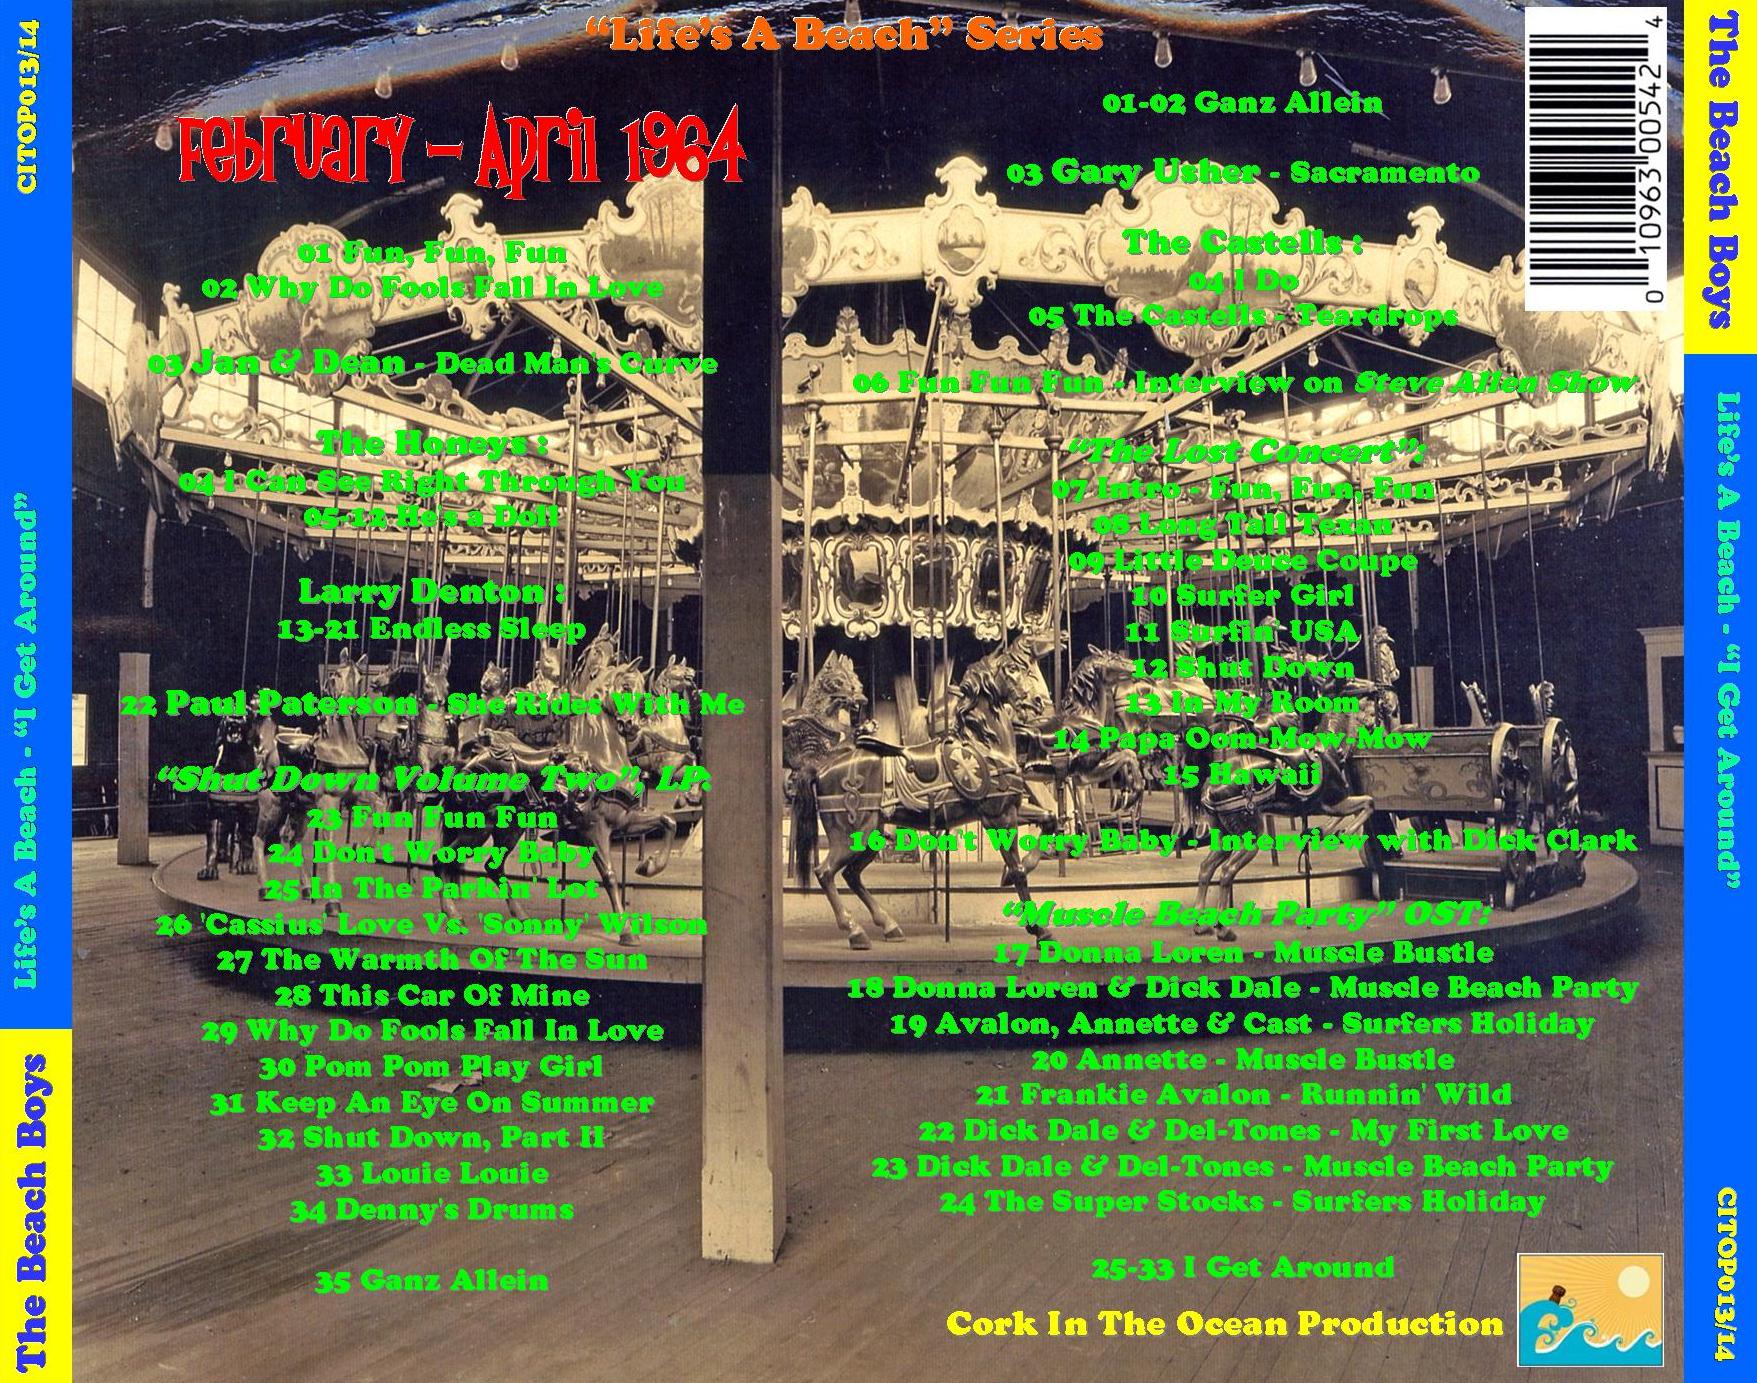 "Life's A Beach" Series
February - April 1964
01 Fun, Fun, Fun
02 Why Do Fools Fall In Love
03 Jan & Dean - Dead Man's Curve
The Honeys :
04 I Can See Right Through You
05-12 He's a Doll
Larry Denton :
13-21 Endless Sleep
22 Paul Paterson - She Rides With Me
"Shut Down Volume Two", LP:
23 Fun Fun Fun
24 Don't Worry Baby
25 In The Parkin' Lot
26 'Cassius' Love Vs. 'Sonny' Wilson
27 The Warmth Of The Sun
28 This Car Of Mine
29 Why Do Fools Fall In Love
30 Pom Pom Play Girl
31 Keep An Eye On Summer
32 Shut Down, Part II
33 Louie Louie
34 Denny's Drums
35 Ganz Allein
01-02 Ganz Allein
03 Gary Usher - Sacramento
The Castells :
04 I Do
05 The Castells - Teardrops
06 Fun Fun Fun - Interview on Steve Allen Show
"The Lost Concert":
07 Intro - Fun, Fun, Fun
08 Long Tall Texan
09 Little Deuce Coupe
10 Surfer Girl
11 Surfin' USA
12 Shut Down
13 In My Room
14 Papa Oom-Mow-Mow
15 Hawaii
16 Don't Worry Baby - Interview with Dick Clark
"Muscle Beach Party" OST:
17 Donna Loren - Muscle Bustle
18 Donna Loren & Dick Dale - Muscle Beach Party
19 Avalon, Annette & Cast - Surfers Holiday
20 Annette - Muscle Bustle
21 Frankie Avalon - Runnin' Wild
22 Dick Dale & Del-Tones - My First Love
23 Dick Dale & Del-Tones - Muscle Beach Party
24 The Super Stocks - Surfers Holiday
25-33 I Get Around
Cork In The Ocean Production
0 10963 00542 4
The Beach Boys
Life's A Beach - "I Get Around"
CITOP013/14
The Beach Boys
Life's A Beach - "I Get Around"
CITOP013/14